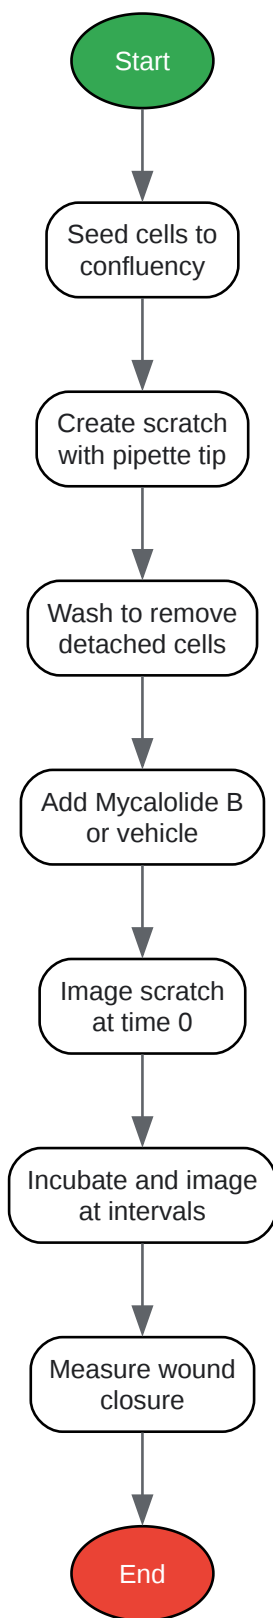 Start
Seed cells to
confluency
Create scratch
with pipette tip
Wash to remove
detached cells
Add Mycalolide B
or vehicle
Image scratch
at time 0
Incubate and image
at intervals
Measure wound
closure
End